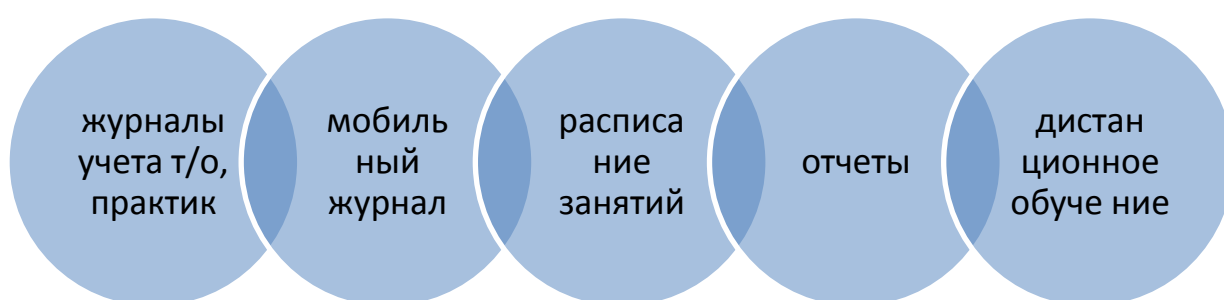 журналы
учета т/о,
практик
мобиль
ный
журнал
расписа
ние
занятий
отчеты
дистан
ционное
обуче ние